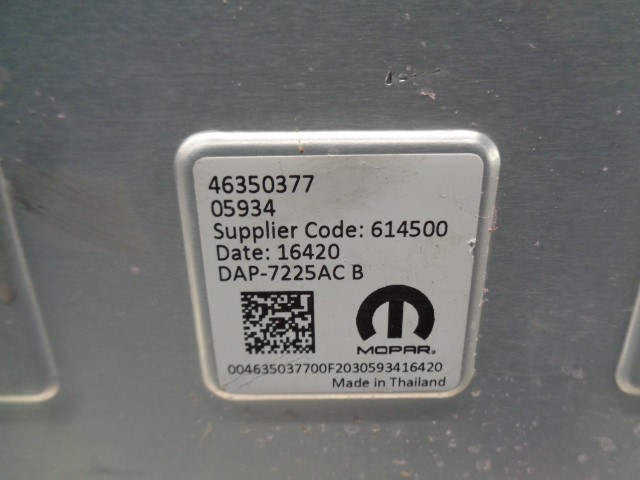 46350377
05934
Supplier Code: 614500
Date: 16420
DAP-7225AC B
MOPAR®
004635037700F2030593416420
Made in Thailand